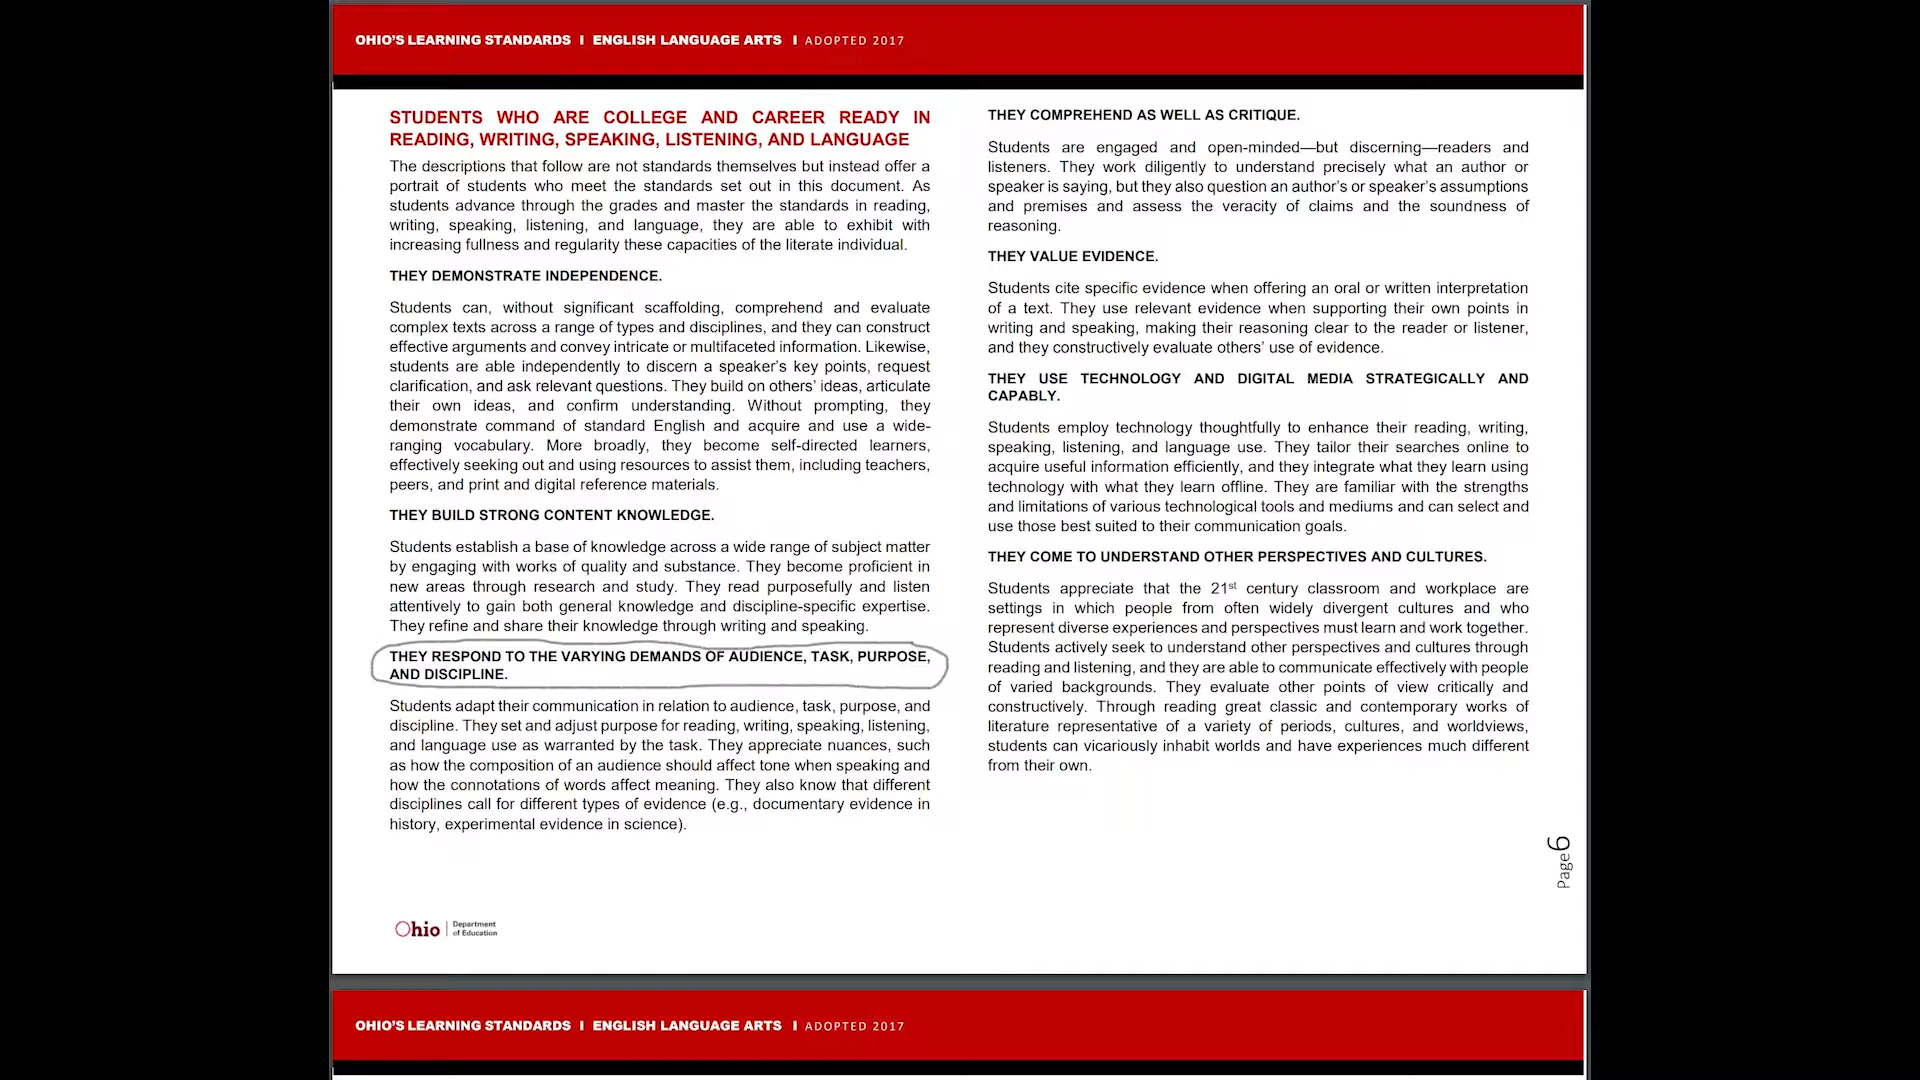 OHIO'S LEARNING STANDARDS I ENGLISH LANGUAGE ARTS I ADOPTED 2017
STUDENTS WHO ARE COLLEGE AND CAREER READY IN
READING, WRITING, SPEAKING, LISTENING, AND LANGUAGE
The descriptions that follow are not standards themselves but instead offer a
portrait of students who meet the standards set out in this document. As
students advance through the grades and master the standards in reading,
writing, speaking, listening, and language, they are able to exhibit with
increasing fullness and regularity these capacities of the literate individual.
THEY DEMONSTRATE INDEPENDENCE.
Students can, without significant scaffolding, comprehend and evaluate
complex texts across a range of types and disciplines, and they can construct
effective arguments and convey intricate or multifaceted information. Likewise,
students are able independently to discern a speaker's key points, request
clarification, and ask relevant questions. They build on others' ideas, articulate
their own ideas, and confirm understanding. Without prompting, they
demonstrate command of standard English and acquire and use a wide-
ranging vocabulary. More broadly, they become self-directed learners,
effectively seeking out and using resources to assist them, including teachers,
peers, and print and digital reference materials.
THEY BUILD STRONG CONTENT KNOWLEDGE.
Students establish a base of knowledge across a wide range of subject matter
by engaging with works of quality and substance. They become proficient in
new areas through research and study. They read purposefully and listen
attentively to gain both general knowledge and discipline-specific expertise.
They refine and share their knowledge through writing and speaking.
THEY RESPOND TO THE VARYING DEMANDS OF AUDIENCE, TASK, PURPOSE,
AND DISCIPLINE.
Students adapt their communication in relation to audience, task, purpose, and
discipline. They set and adjust purpose for reading, writing, speaking, listening,
and language use as warranted by the task. They appreciate nuances, such
as how the composition of an audience should affect tone when speaking and
how the connotations of words affect meaning. They also know that different
disciplines call for different types of evidence (e.g., documentary evidence in
history, experimental evidence in science).
THEY COMPREHEND AS WELL AS CRITIQUE.
Students are engaged and open-minded—but discerning—readers and
listeners. They work diligently to understand precisely what an author or
speaker is saying, but they also question an author's or speaker's assumptions
and premises and assess the veracity of claims and the soundness of
reasoning.
THEY VALUE EVIDENCE.
Students cite specific evidence when offering an oral or written interpretation
of a text. They use relevant evidence when supporting their own points in
writing and speaking, making their reasoning clear to the reader or listener,
and they constructively evaluate others' use of evidence.
THEY USE TECHNOLOGY AND DIGITAL MEDIA STRATEGICALLY AND
CAPABLY.
Students employ technology thoughtfully to enhance their reading, writing,
speaking, listening, and language use. They tailor their searches online to
acquire useful information efficiently, and they integrate what they learn using
technology with what they learn offline. They are familiar with the strengths
and limitations of various technological tools and mediums and can select and
use those best suited to their communication goals.
THEY COME TO UNDERSTAND OTHER PERSPECTIVES AND CULTURES.
Students appreciate that the 21st century classroom and workplace are
settings in which people from often widely divergent cultures and who
represent diverse experiences and perspectives must learn and work together.
Students actively seek to understand other perspectives and cultures through
reading and listening, and they are able to communicate effectively with people
of varied backgrounds. They evaluate other points of view critically and
constructively. Through reading great classic and contemporary works of
literature representative of a variety of periods, cultures, and worldviews,
students can vicariously inhabit worlds and have experiences much different
from their own.
Page 6
Ohio Department
of Education
OHIO'S LEARNING STANDARDS I ENGLISH LANGUAGE ARTS I ADOPTED 2017